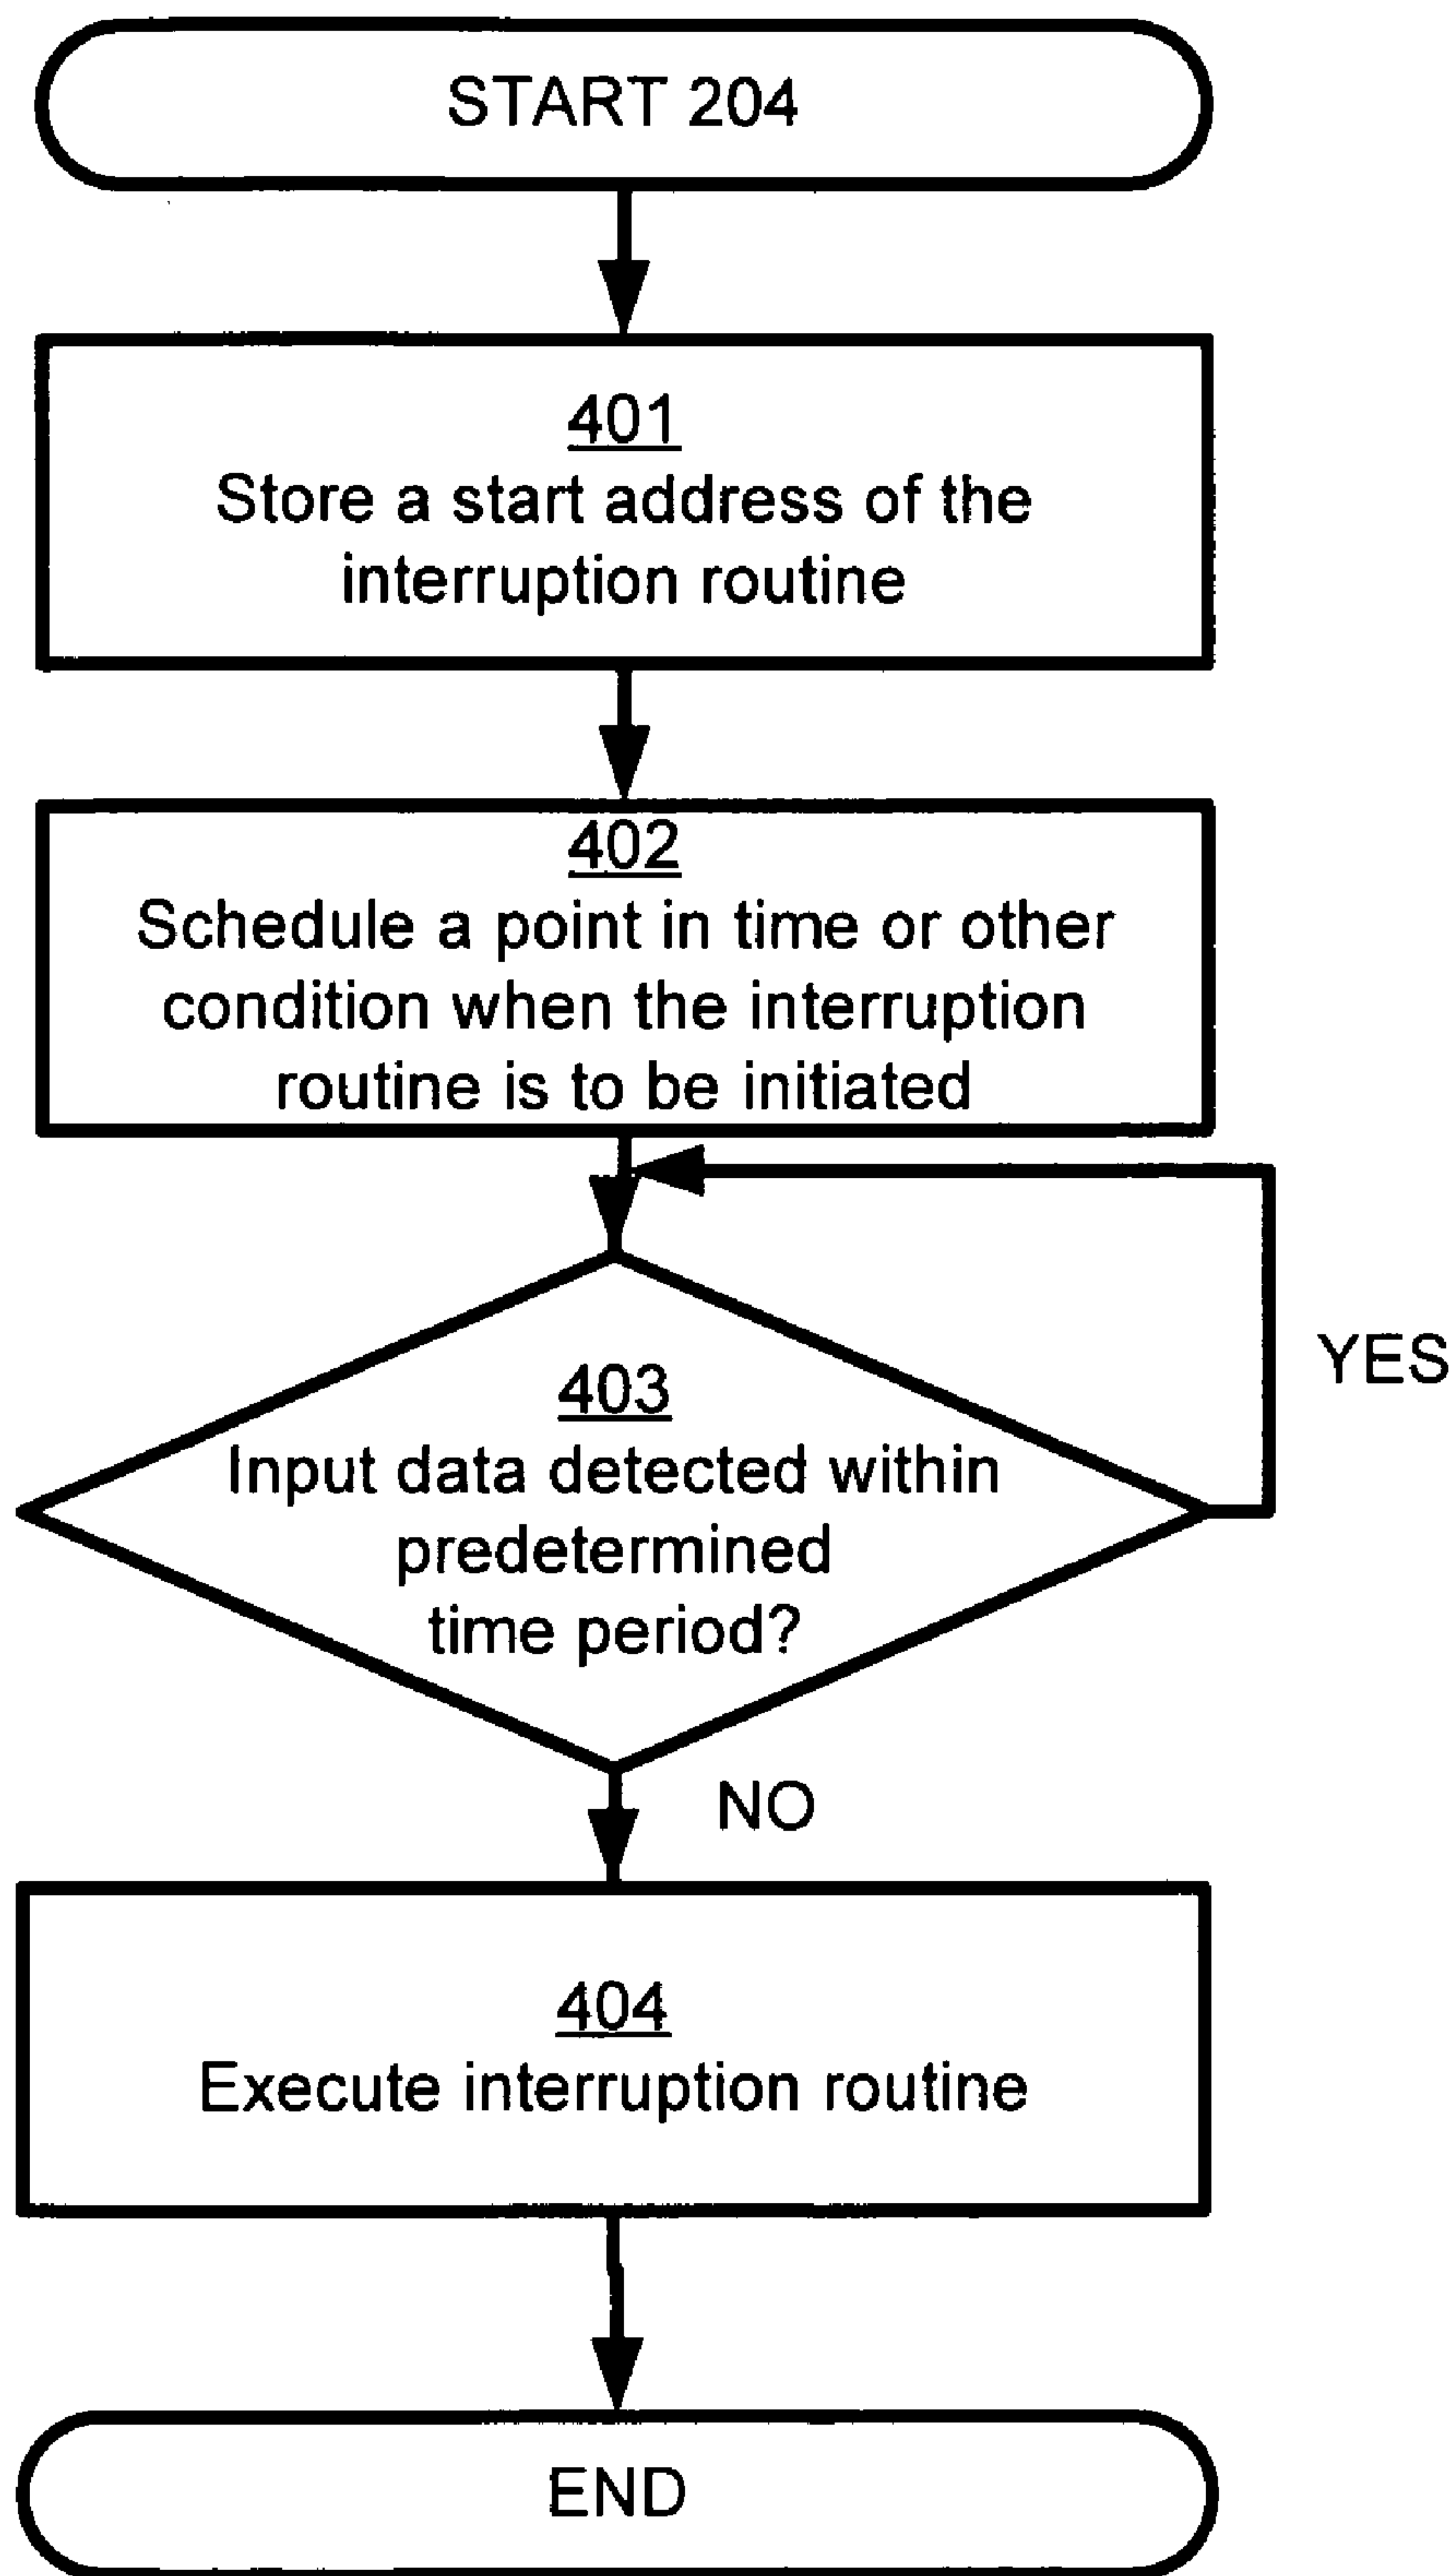 START 204
401
Store a start address of the
interruption routine
402
Schedule a point in time or other
condition when the interruption
routine is to be initiated
YES
403
Input data detected within
predetermined
time period?
NO
404
Execute interruption routine
END